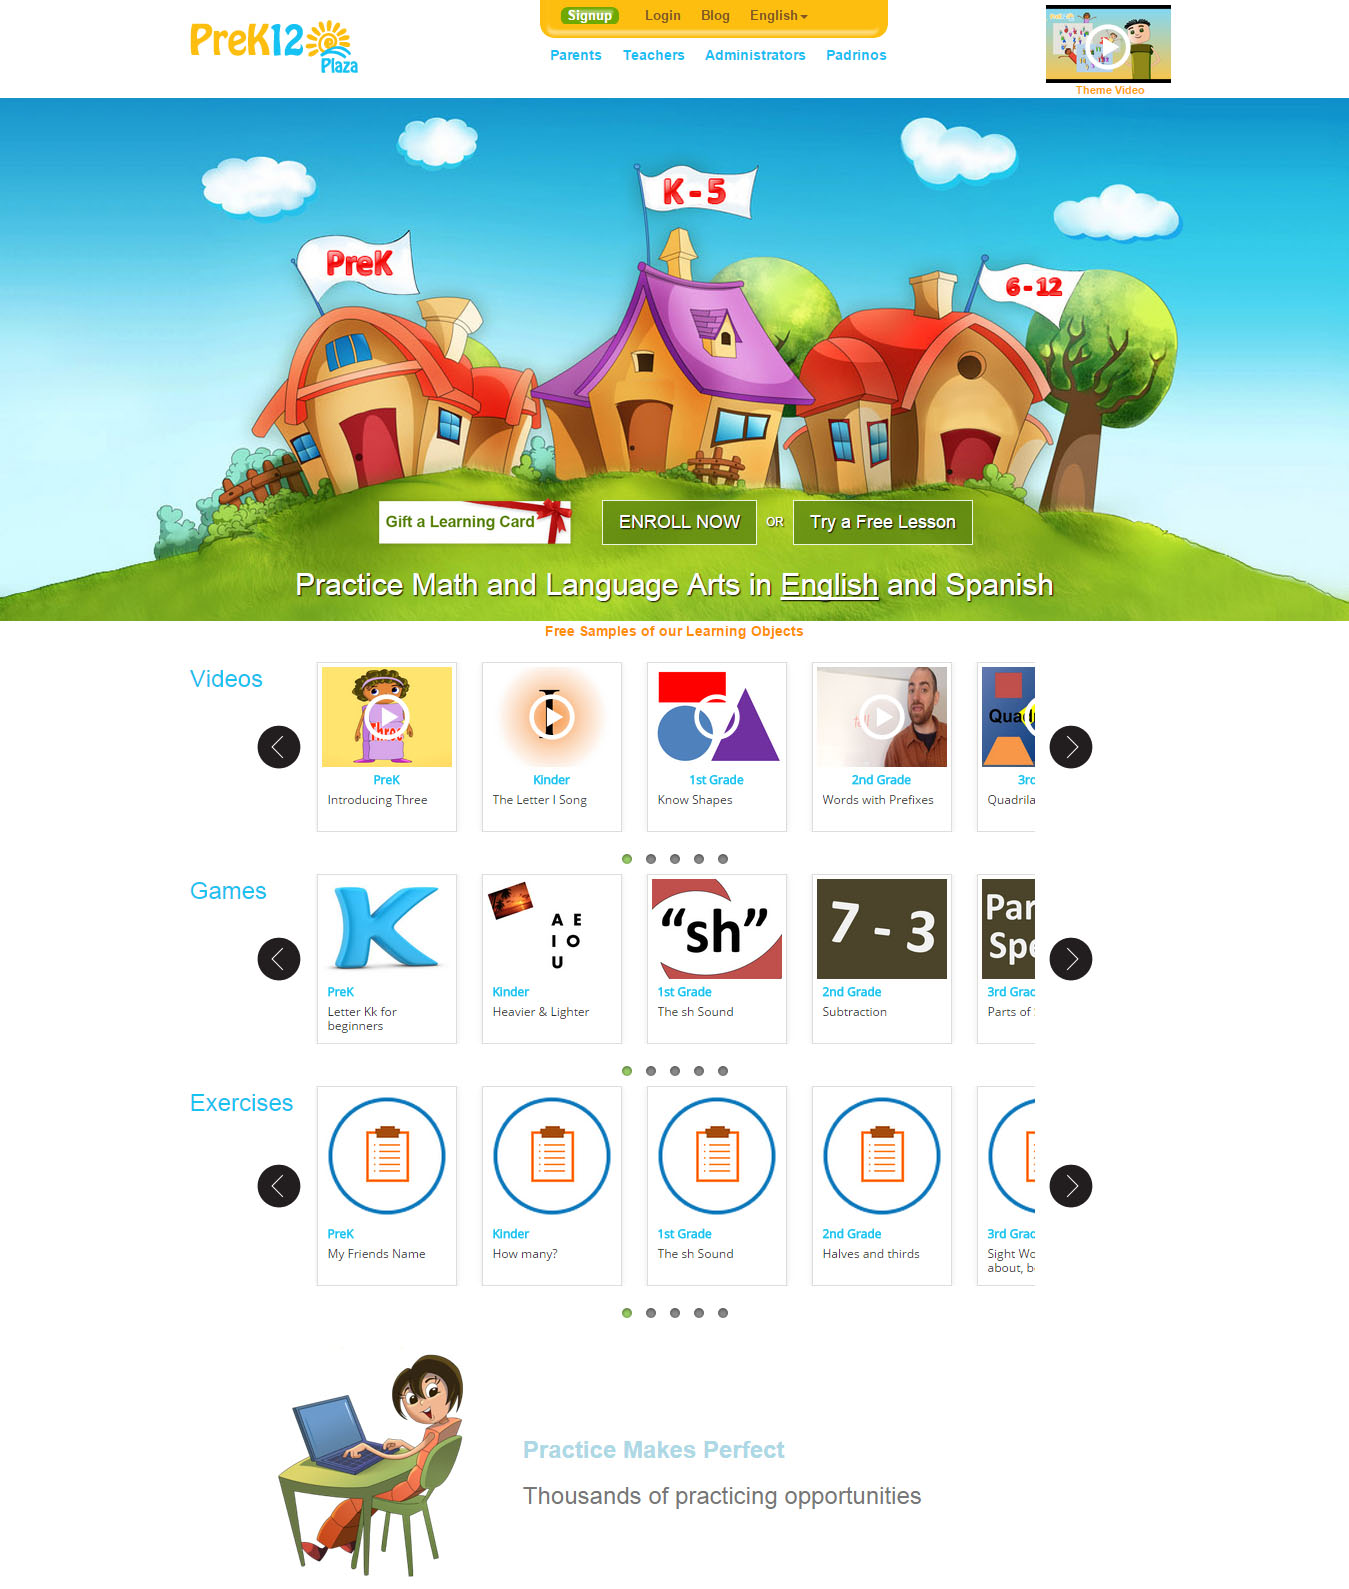 PreK12
Plaza
Signup Login Blog English
Parents Teachers Administrators Padrinos
Theme Video
K - 5
PreK
6 - 12
Gift a Learning Card
ENROLL NOW OR Try a Free Lesson
Practice Math and Language Arts in English and Spanish
Free Samples of our Learning Objects
Videos
Three
I
Quad
PreK Kinder 1st Grade 2nd Grade 3rd
Introducing Three The Letter I Song Know Shapes Words with Prefixes Quadrila
Games
K
A E
I O
U
“sh”
7 - 3
Par
Spe
PreK Kinder 1st Grade 2nd Grade 3rd Grad
Letter Kk for
beginners
Heavier & Lighter The sh Sound Subtraction Parts of
Exercises
PreK Kinder 1st Grade 2nd Grade 3rd Grad
My Friends Name How many? The sh Sound Halves and thirds Sight Wo
about, b
Practice Makes Perfect
Thousands of practicing opportunities